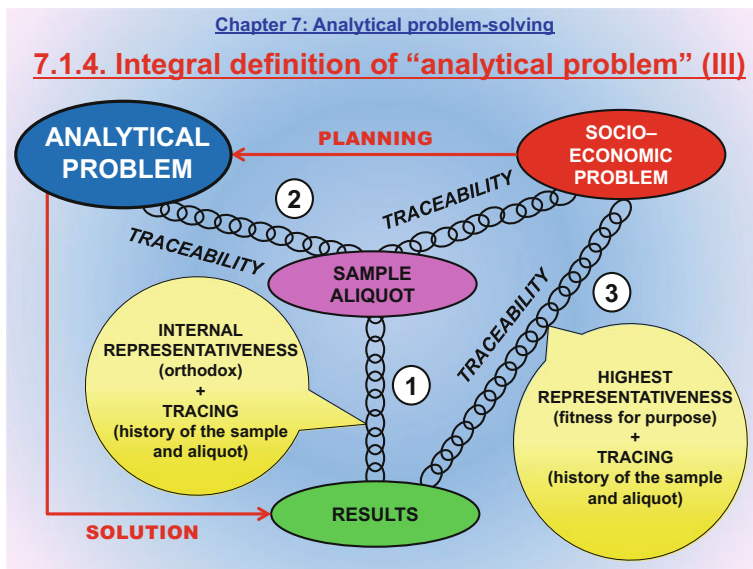 Chapter 7: Analytical problem-solving
7.1.4. Integral definition of “analytical problem” (III)
ANALYTICAL
PROBLEM
PLANNING
SOCIO–
ECONOMIC
PROBLEM
2
TRACEABILITY
TRACEABILITY
SAMPLE
ALIQUOT
3
TRACEABILITY
INTERNAL
REPRESENTATIVENESS
(orthodox)
+
TRACING
(history of the sample
and aliquot)
1
HIGHEST
REPRESENTATIVENESS
(fitness for purpose)
+
TRACING
(history of the sample
and aliquot)
RESULTS
SOLUTION